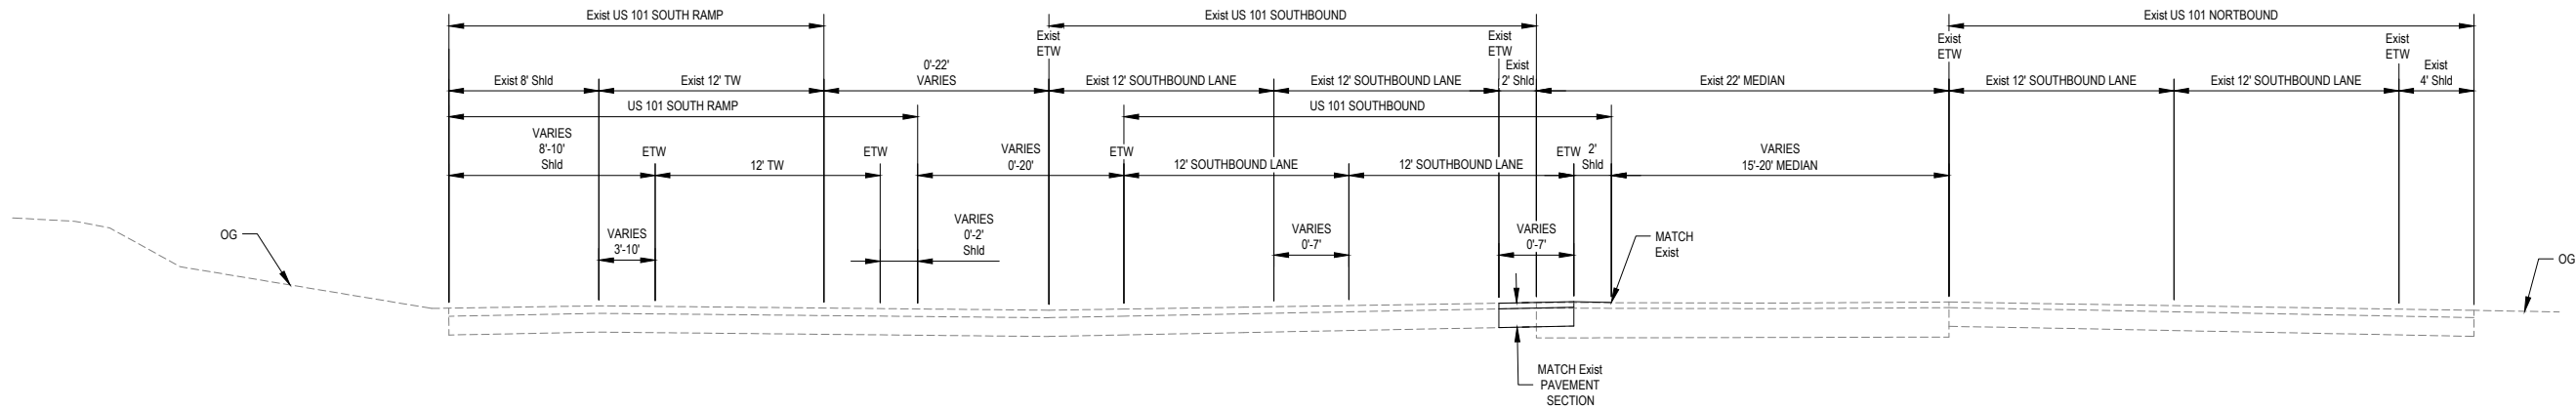 Exist US 101 SOUTH RAMP
Exist US 101 SOUTHBOUND
Exist US 101 NORTBOUND
Exist
ETW
Exist
ETW
Exist
ETW
Exist
ETW
Exist 8' Shld
Exist 12' TW
0'-22'
VARIES
Exist 12' SOUTHBOUND LANE
Exist 12' SOUTHBOUND LANE
Exist
2' Shld
Exist 22' MEDIAN
Exist 12' SOUTHBOUND LANE
Exist 12' SOUTHBOUND LANE
Exist
4' Shld
US 101 SOUTH RAMP
US 101 SOUTHBOUND
VARIES
8'-10'
Shld
ETW
12' TW
ETW
VARIES
0'-20'
ETW
12' SOUTHBOUND LANE
12' SOUTHBOUND LANE
ETW
2'
Shld
VARIES
15'-20' MEDIAN
OG
VARIES
3'-10'
VARIES
0'-2'
Shld
VARIES
0'-7'
VARIES
0'-7'
MATCH
Exist
OG
MATCH Exist
PAVEMENT
SECTION